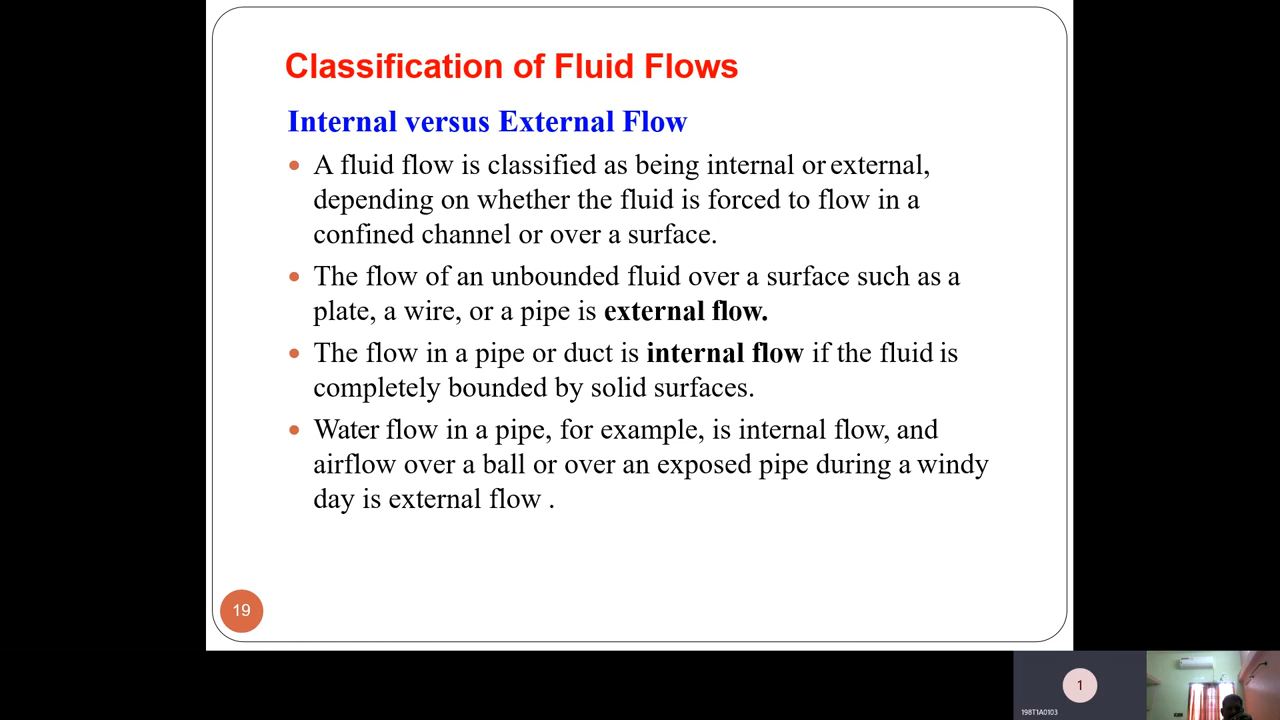 Classification of Fluid Flows
Internal versus External Flow
• A fluid flow is classified as being internal or external,
depending on whether the fluid is forced to flow in a
confined channel or over a surface.
• The flow of an unbounded fluid over a surface such as a
plate, a wire, or a pipe is external flow.
• The flow in a pipe or duct is internal flow if the fluid is
completely bounded by solid surfaces.
• Water flow in a pipe, for example, is internal flow, and
airflow over a ball or over an exposed pipe during a windy
day is external flow .
19
1
198T1A0103